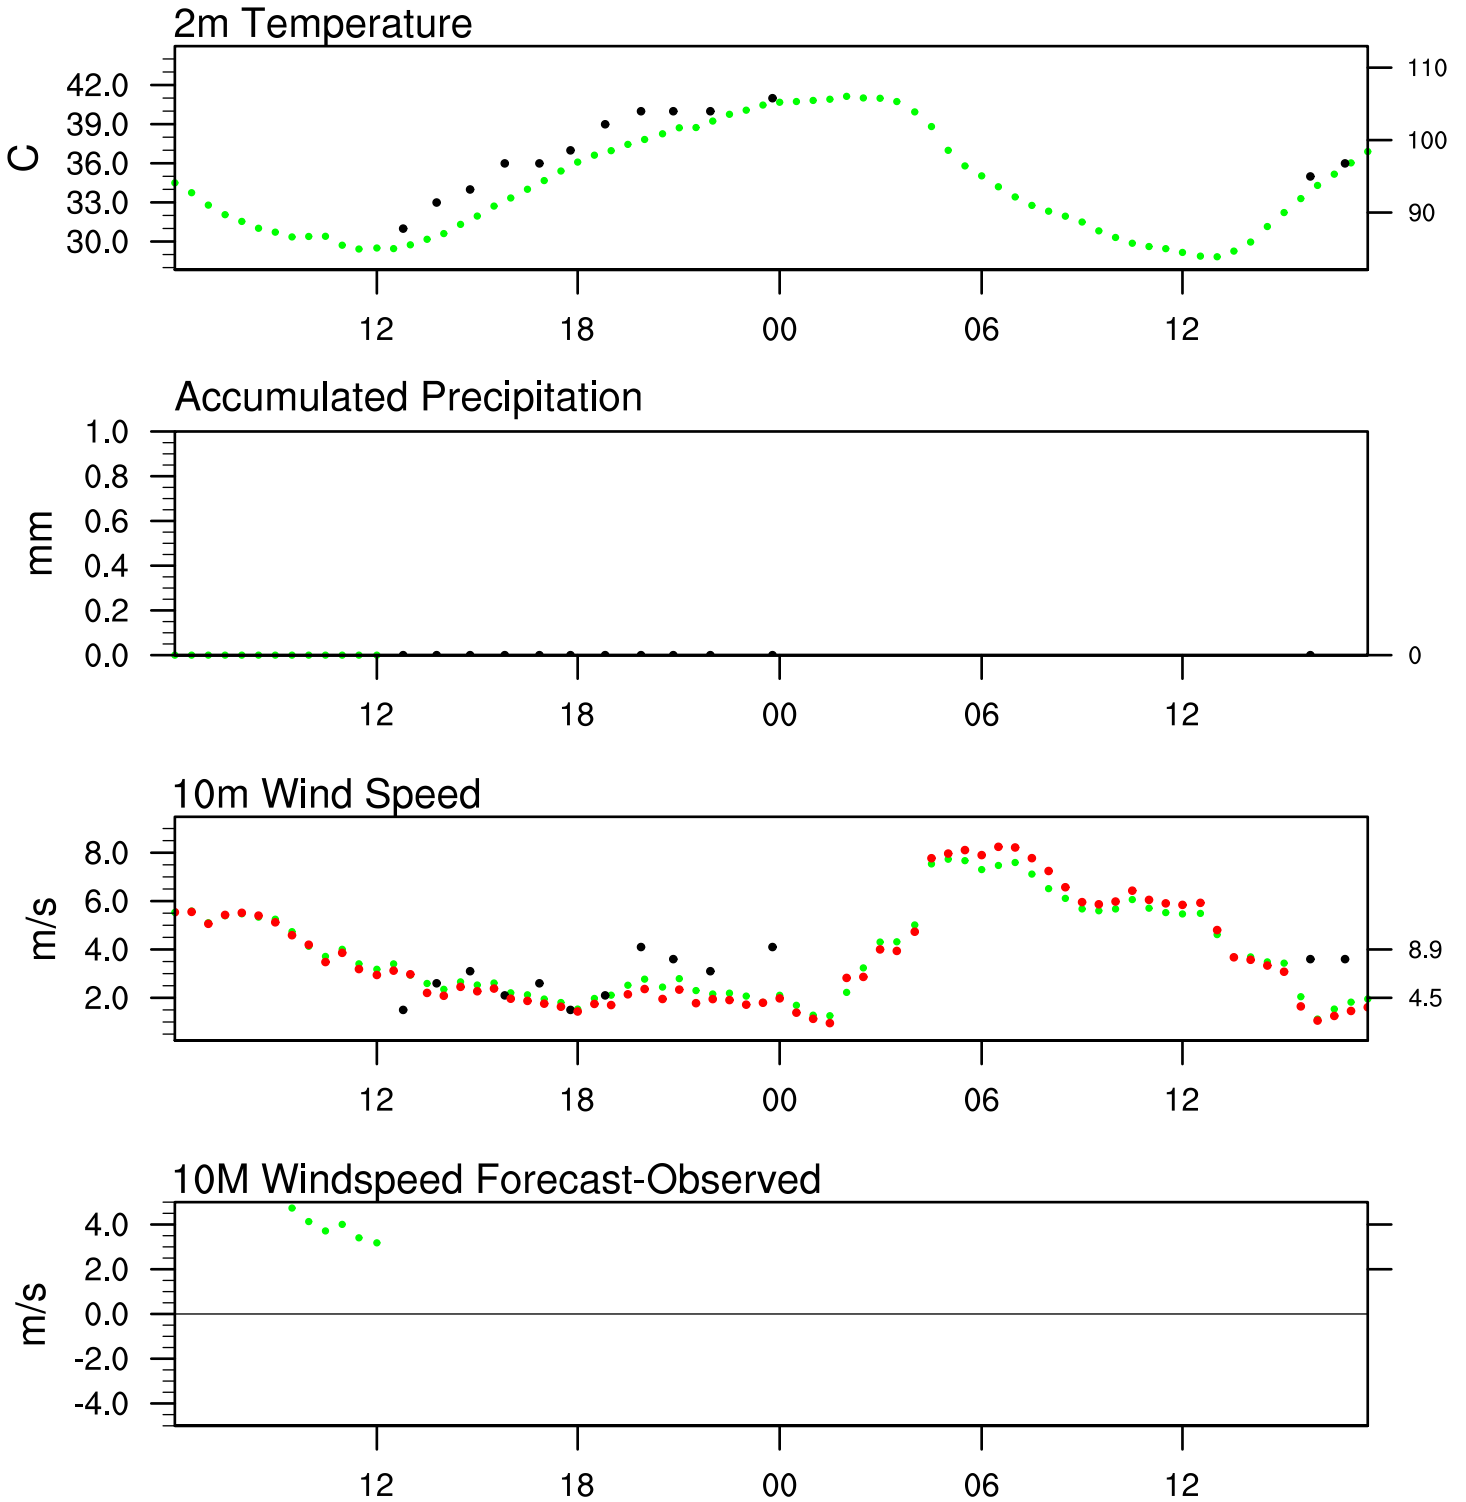 2m Temperature
42.0
39.0
36.0
33.0
30.0
C
110
100
90
12 18 00 06 12
Accumulated Precipitation
1.0
0.8
0.6
0.4
0.2
0.0
mm
0
12 18 00 06 12
10m Wind Speed
8.0
6.0
4.0
2.0
m/s
8.9
4.5
12 18 00 06 12
10M Windspeed Forecast-Observed
4.0
2.0
0.0
-2.0
-4.0
m/s
12 18 00 06 12